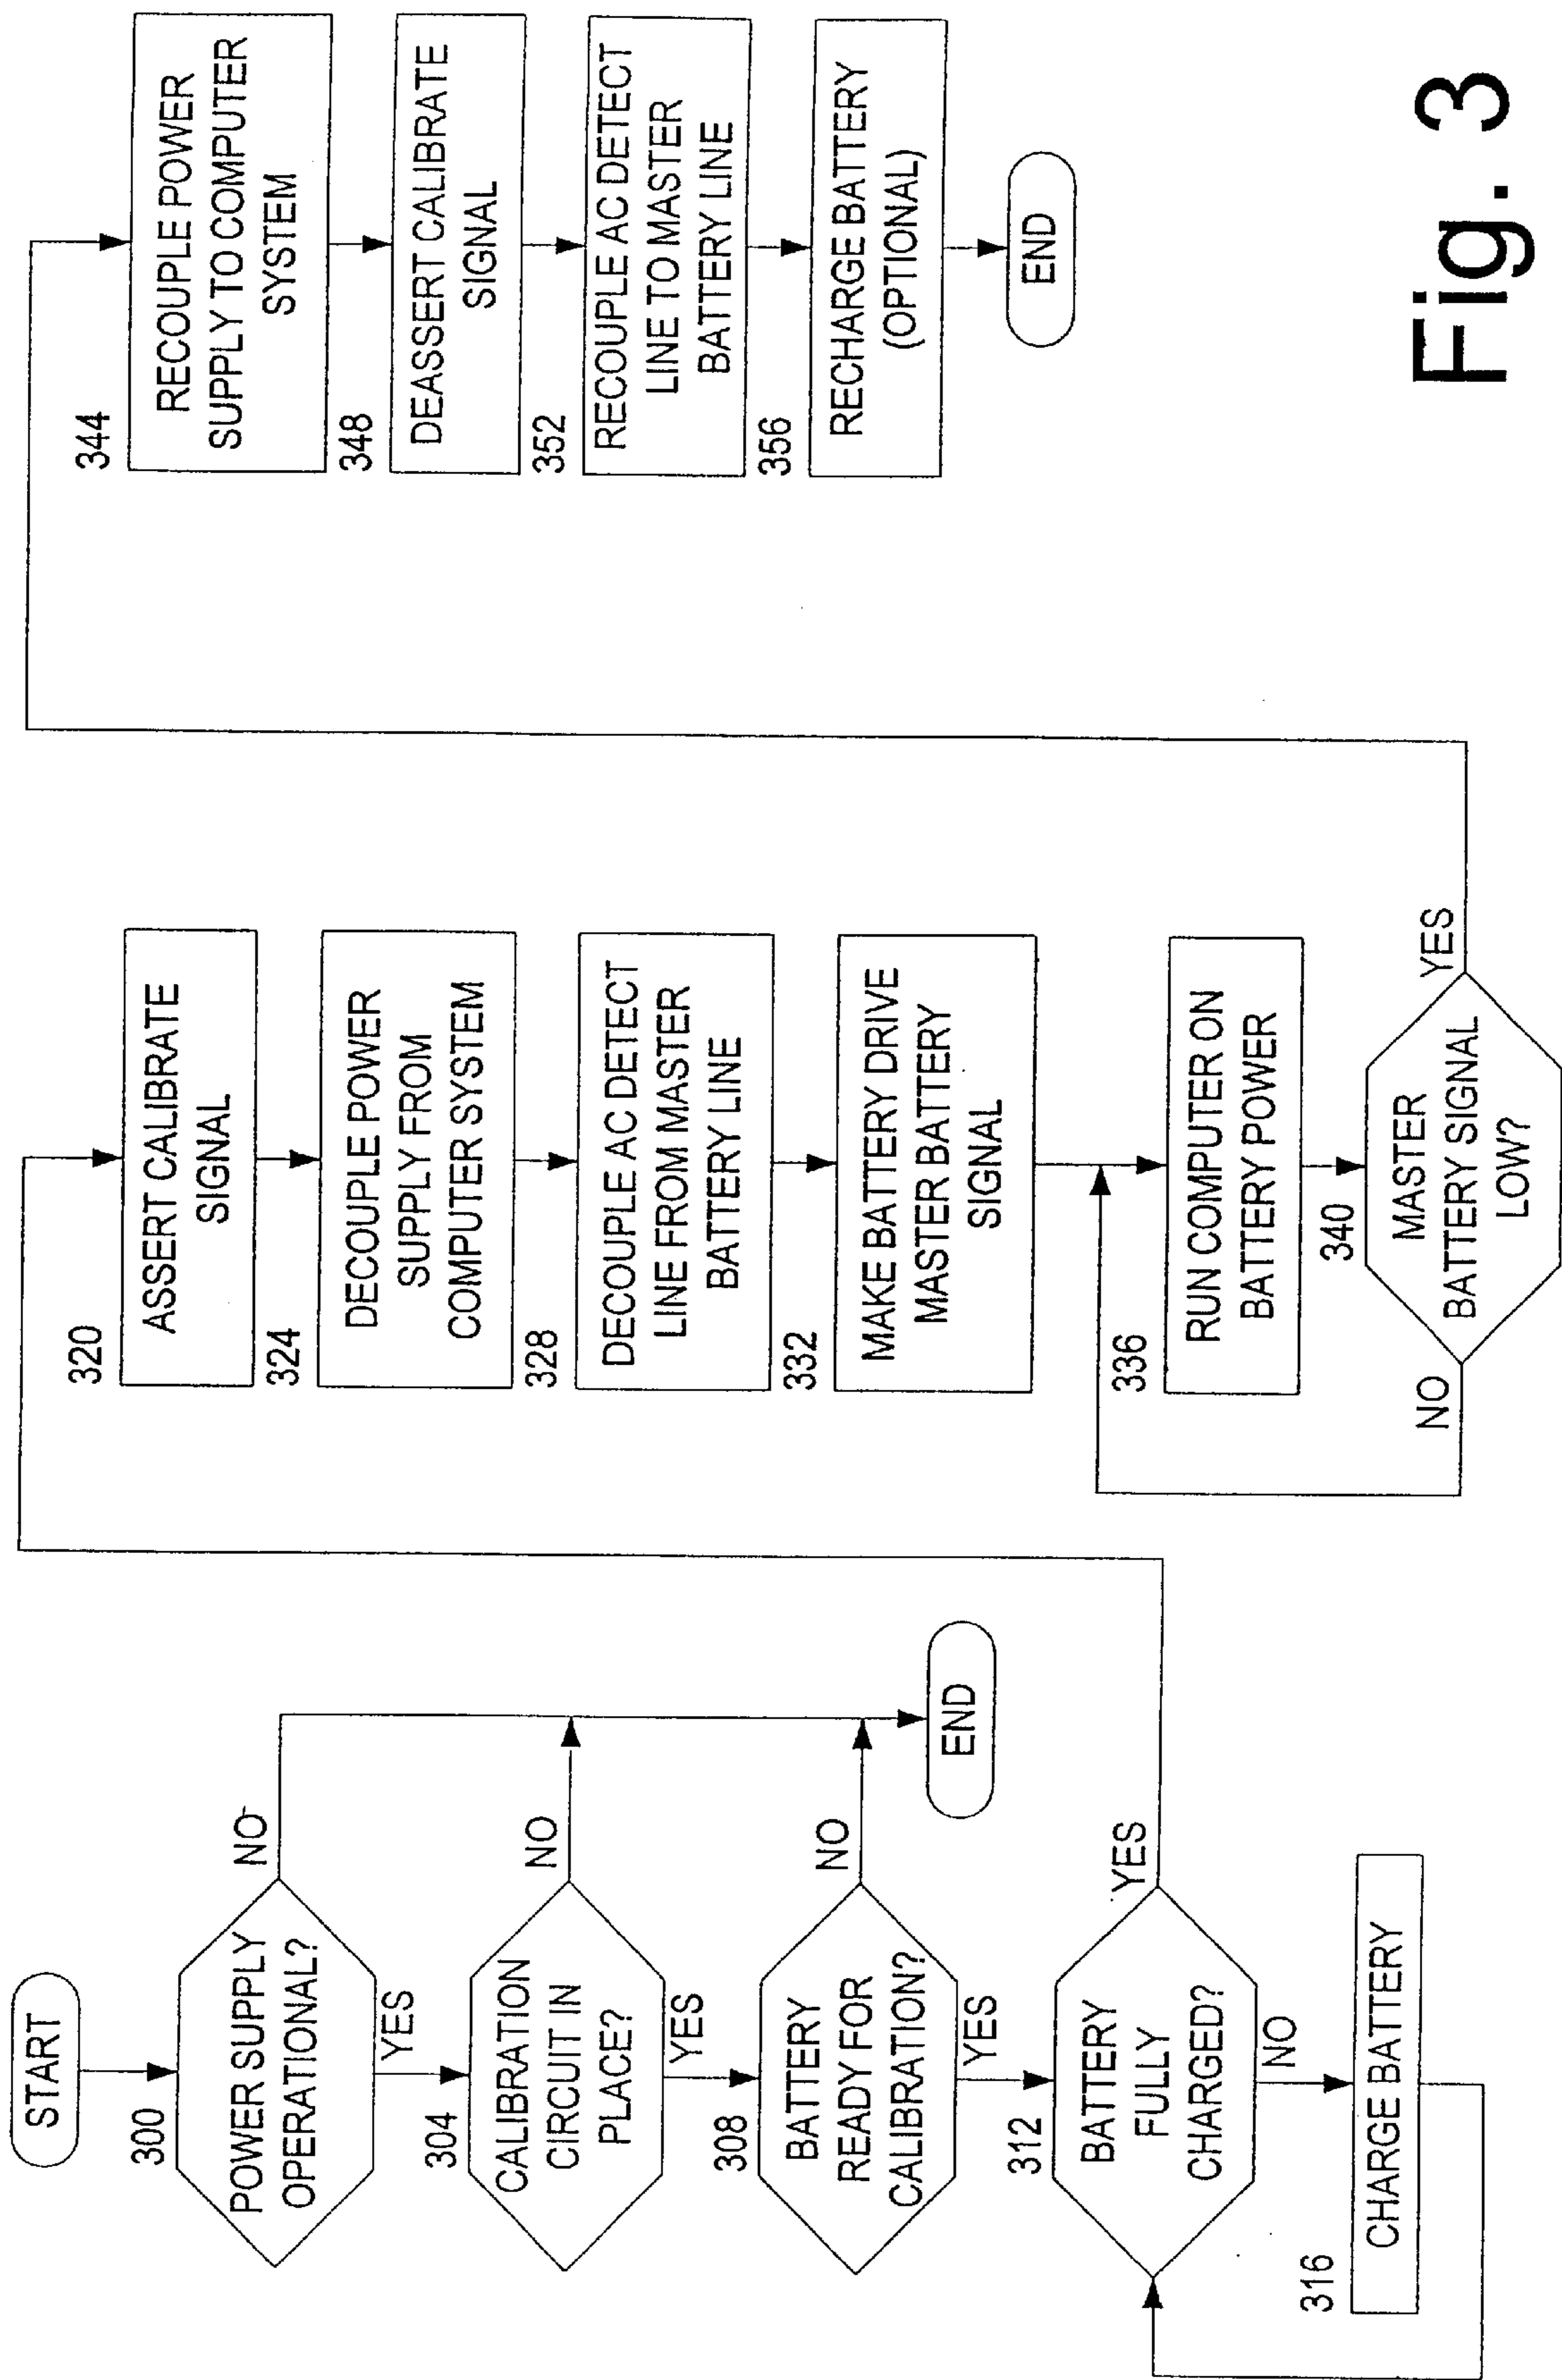 START
300
POWER SUPPLY
OPERATIONAL?
NO
YES
304
CALIBRATION
CIRCUIT IN
PLACE?
NO
YES
308
BATTERY
READY FOR
CALIBRATION?
NO
YES
END
312
BATTERY
FULLY
CHARGED?
YES
NO
316
CHARGE BATTERY
320
ASSERT CALIBRATE
SIGNAL
324
DECOUPLE POWER
SUPPLY FROM
COMPUTER SYSTEM
328
DECOUPLE AC DETECT
LINE FROM MASTER
BATTERY LINE
332
MAKE BATTERY DRIVE
MASTER BATTERY
SIGNAL
336
RUN COMPUTER ON
BATTERY POWER
340
MASTER
BATTERY SIGNAL
LOW?
NO
YES
344
RECOUPLE POWER
SUPPLY TO COMPUTER
SYSTEM
348
DEASSERT CALIBRATE
SIGNAL
352
RECOUPLE AC DETECT
LINE TO MASTER
BATTERY LINE
356
RECHARGE BATTERY
(OPTIONAL)
END
Fig. 3